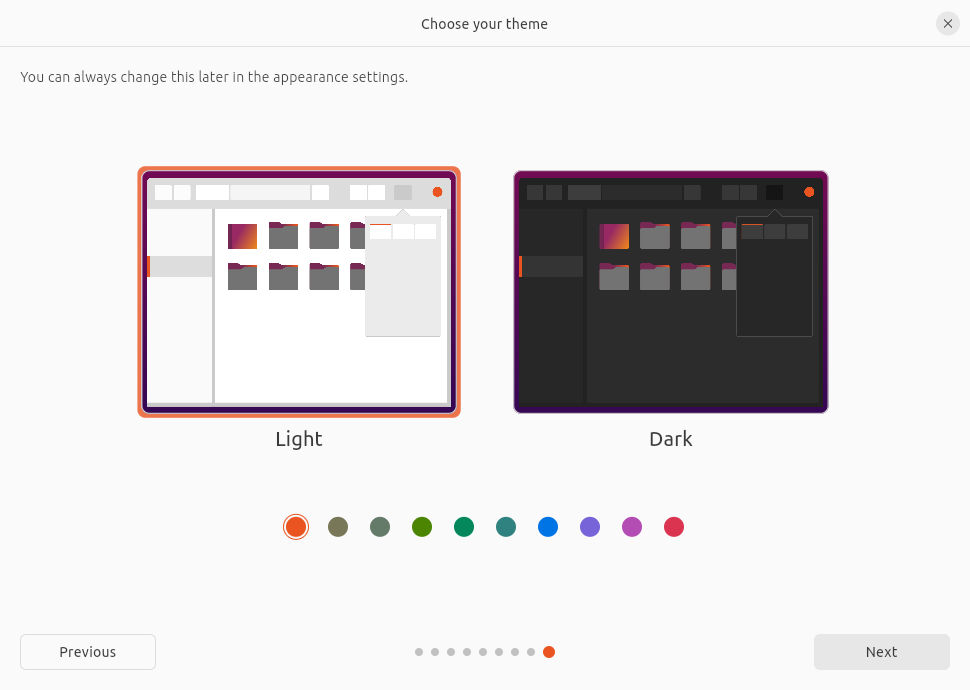 Choose your theme
You can always change this later in the appearance settings.
Light
Dark
Previous
Next